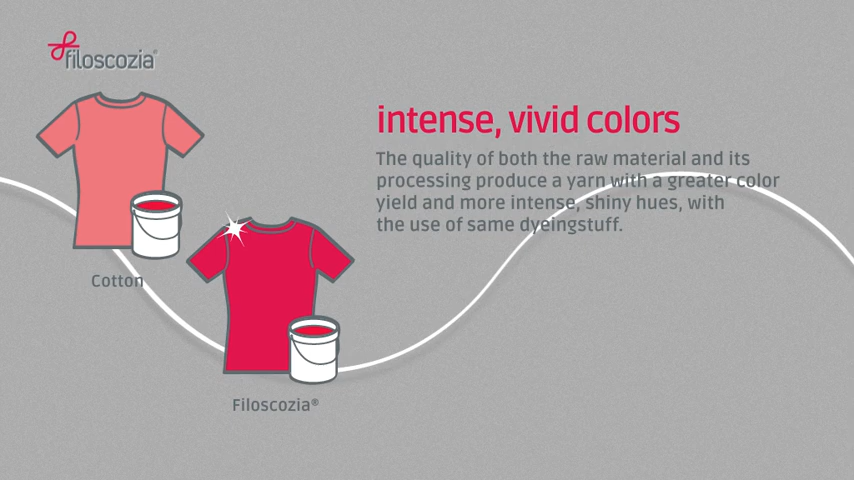 filoscozia®
intense, vivid colors
The quality of both the raw material and its
processing produce a yarn with a greater color
yield and more intense, shiny hues, with
the use of same dyeingstuff.
Cotton
Filoscozia®